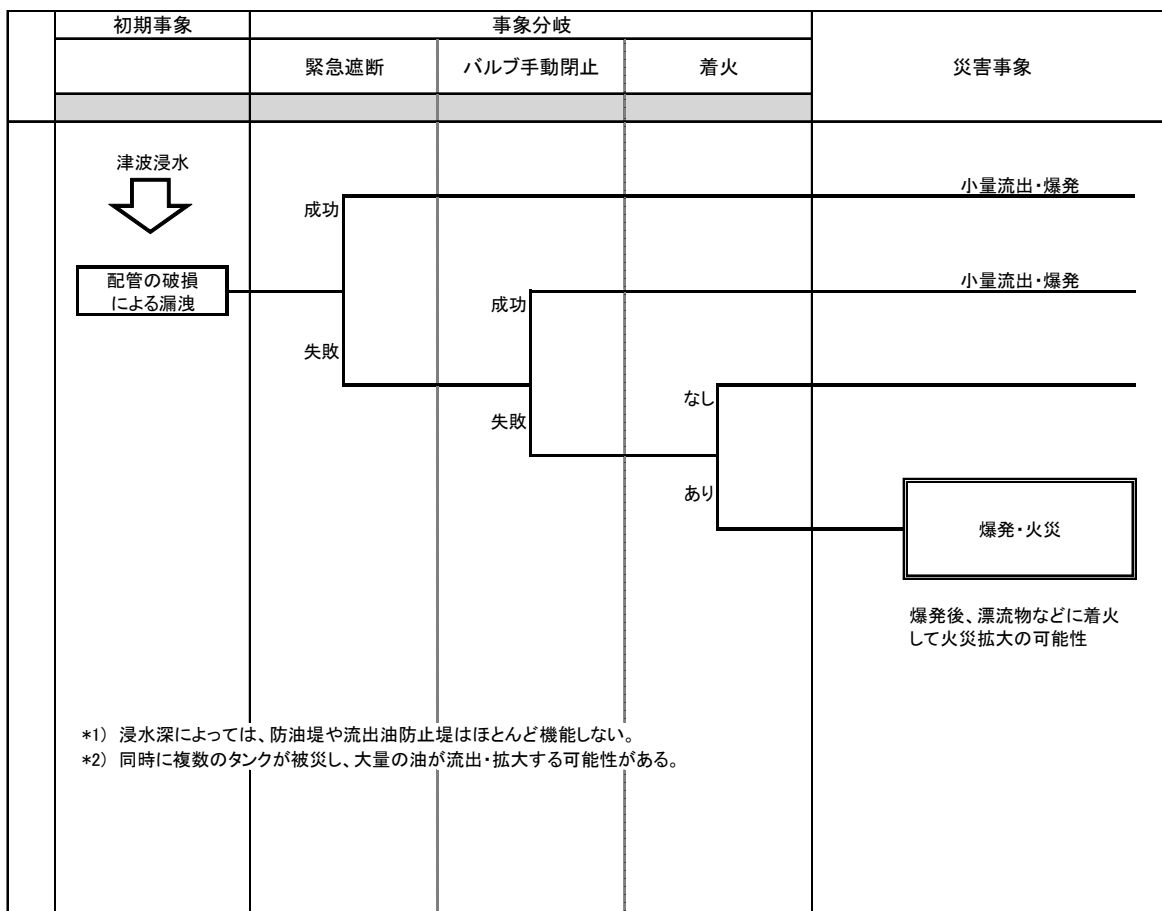 初期事象
事象分岐
災害事象
緊急遮断
バルブ手動閉止
着火
津波浸水
小量流出・爆発
成功
配管の破損
による漏洩
小量流出・爆発
成功
失敗
なし
失敗
あり
爆発・火災
爆発後、漂流物などに着火
して火災拡大の可能性
*1) 浸水深によっては、防油堤や流出油防止堤はほとんど機能しない。
*2) 同時に複数のタンクが被災し、大量の油が流出・拡大する可能性がある。